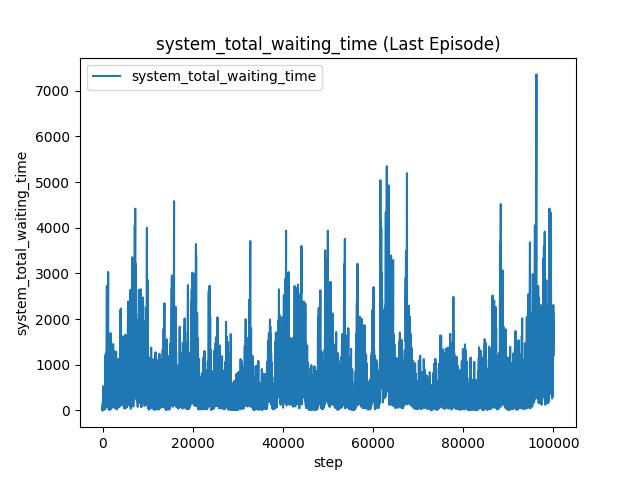 system_total_waiting_time (Last Episode)
system_total_waiting_time
7000
6000
5000
4000
3000
2000
1000
0
system_total_waiting_time
0 20000 40000 60000 80000 100000
step